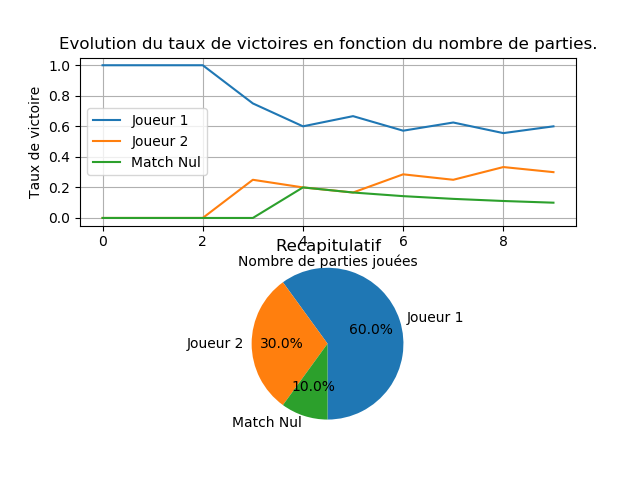 Evolution du taux de victoires en fonction du nombre de parties.
1.0
0.8
0.6
0.4
0.2
0.0
Taux de victoire
Joueur 1
Joueur 2
Match Nul
0 2 4 6 8
Recapitulatif
Nombre de parties jouées
Joueur 1
60.0%
Joueur 2
30.0%
10.0%
Match Nul